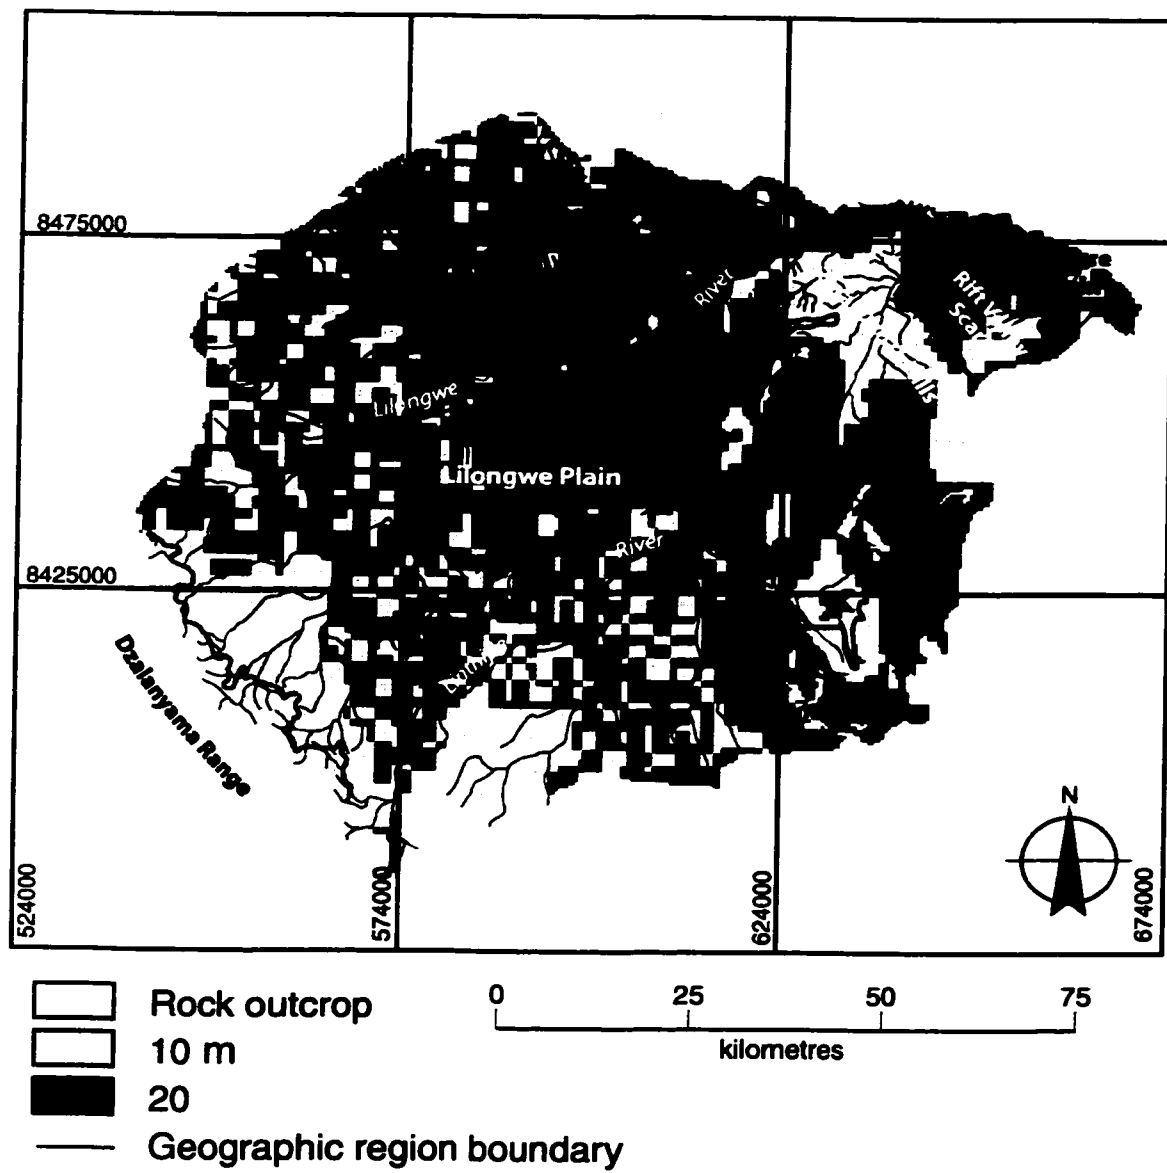 8475000
River
Rift
Lilongwe
Lilongwe Plain
River
8425000
Dzalanyama Range
N
524000
574000
624000
674000
Rock outcrop
10 m
20
Geographic region boundary
0 25 50 75
kilometres